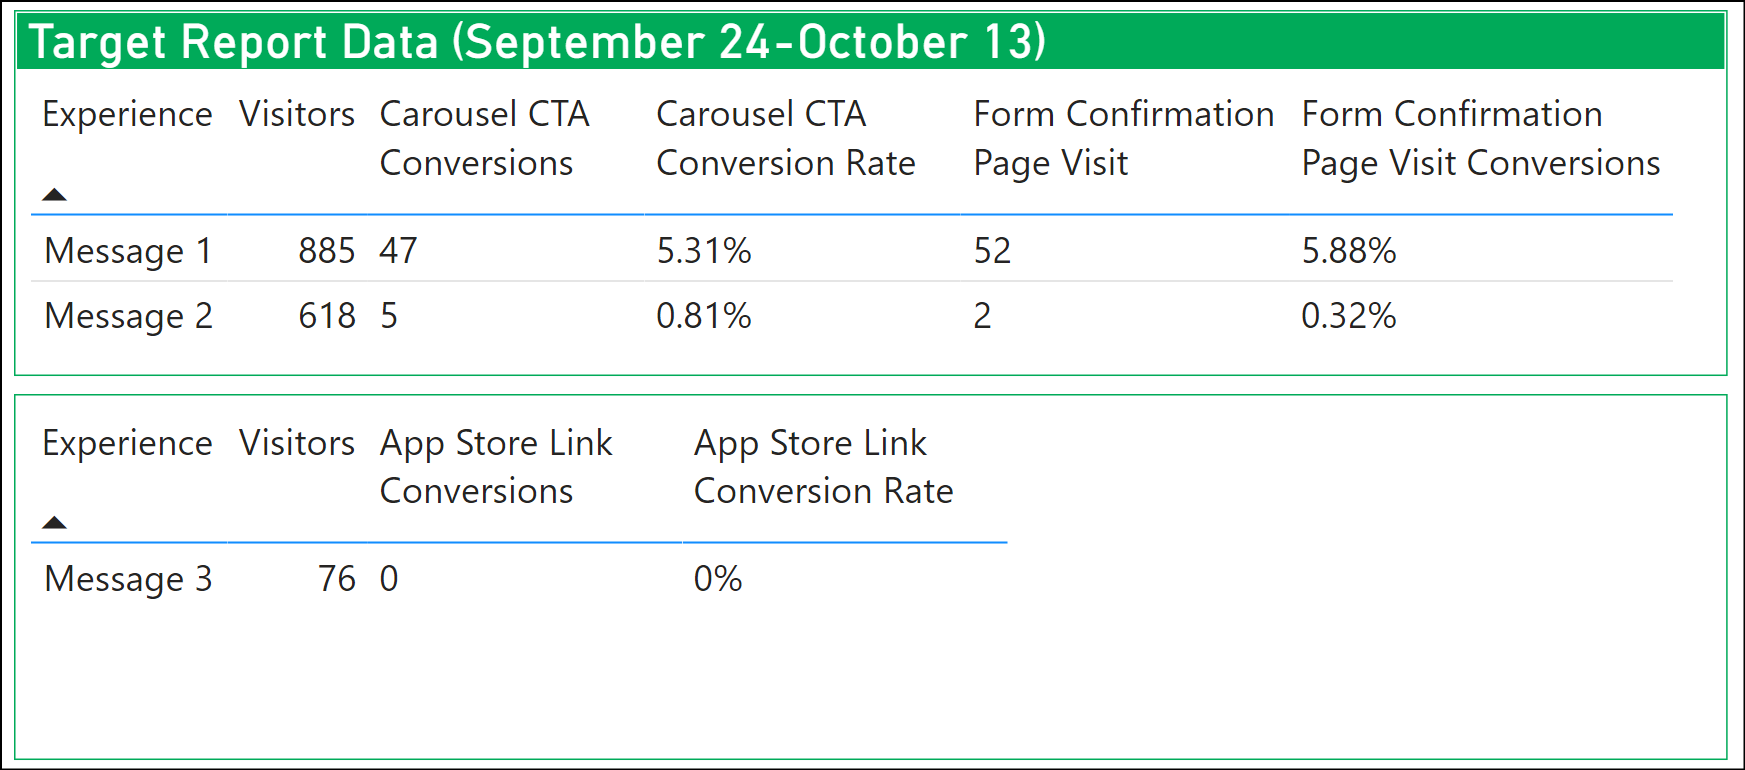 Target Report Data (September 24-October 13)
Experience Visitors Carousel CTA Conversions Carousel CTA Conversion Rate Form Confirmation Page Visit Form Confirmation Page Visit Conversions
Message 1 885 47 5.31% 52 5.88%
Message 2 618 5 0.81% 2 0.32%
Experience Visitors App Store Link Conversions App Store Link Conversion Rate
Message 3 76 0 0%